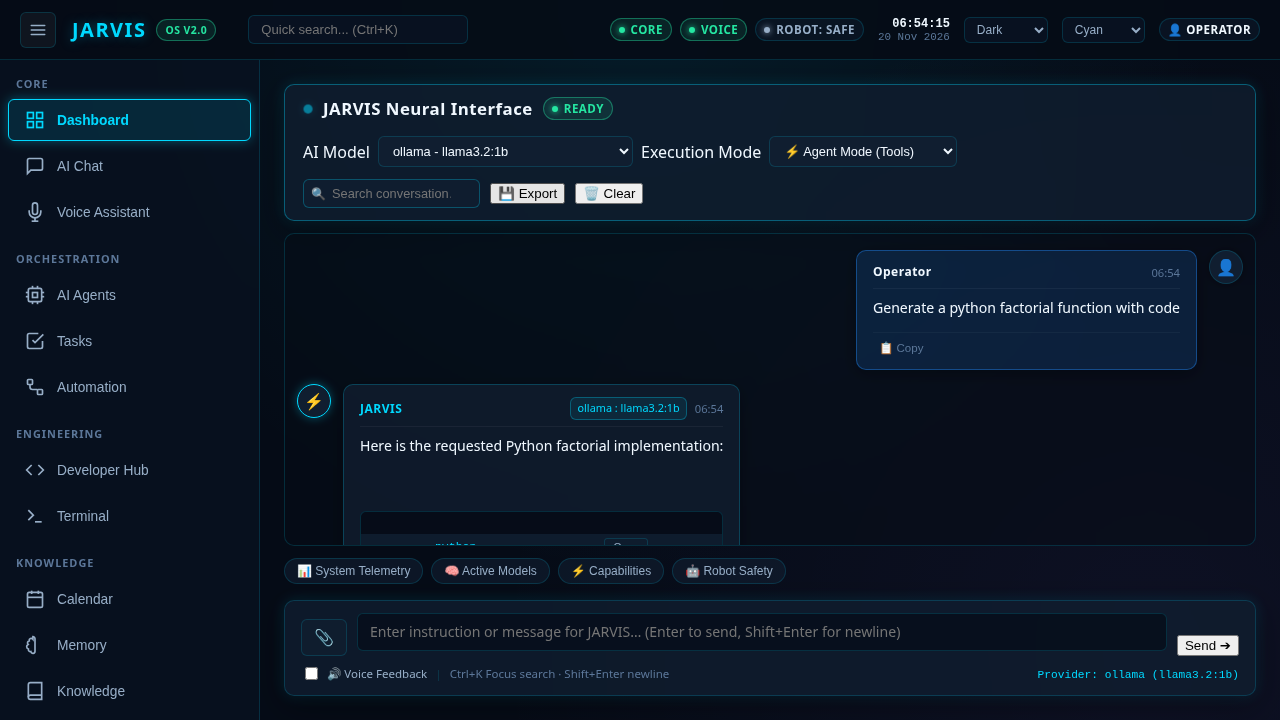 JARVIS OS V2.0 Quick search... (Ctrl+K) CORE VOICE ROBOT: SAFE 06:54:15 Dark Cyan 👤 OPERATOR
20 Nov 2026
CORE
Dashboard
AI Chat
Voice Assistant
ORCHESTRATION
AI Agents
Tasks
Automation
ENGINEERING
Developer Hub
Terminal
KNOWLEDGE
Calendar
Memory
Knowledge
JARVIS Neural Interface READY
AI Model ollama - llama3.2:1b Execution Mode ⚡ Agent Mode (Tools)
🔍 Search conversation. 💾 Export 🗑️ Clear
Operator 06:54
Generate a python factorial function with code
📋 Copy
JARVIS ollama : llama3.2:1b 06:54
Here is the requested Python factorial implementation:
python
📊 System Telemetry 🧠 Active Models ⚡ Capabilities 🤖 Robot Safety
Enter instruction or message for JARVIS... (Enter to send, Shift+Enter for newline)
Send ➔
🔊 Voice Feedback | Ctrl+K Focus search · Shift+Enter newline Provider: ollama (llama3.2:1b)